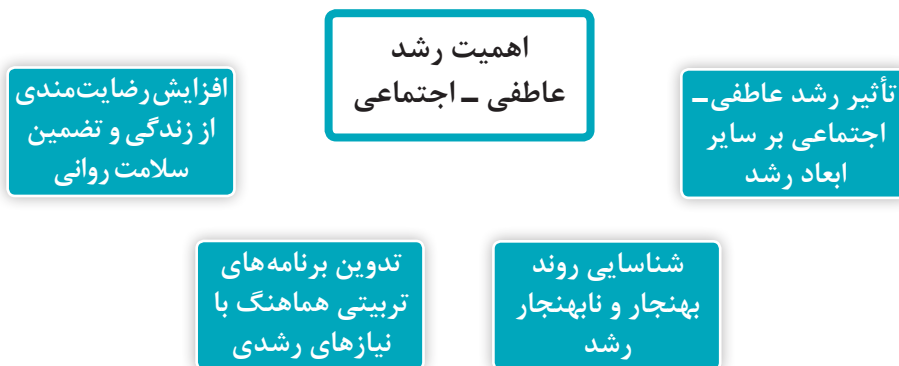 اهمیت رشد
عاطفی ـ اجتماعی
تأثیر رشد عاطفی ـ
اجتماعی بر سایر
ابعاد رشد
شناسایی روند
بهنجار و نابهنجار
رشد
تدوین برنامه‌های
تربیتی هماهنگ با
نیازهای رشدی
افزایش رضایت‌مندی
از زندگی و تضمین
سلامت روانی